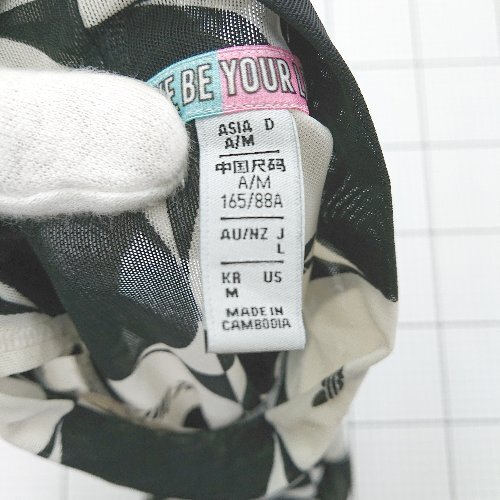 E BE YOUR
ASIA D
A/M
中国尺码
A/M
165/88A
AU/NZ J
L
KR US
M
MADE IN
CAMBODIA